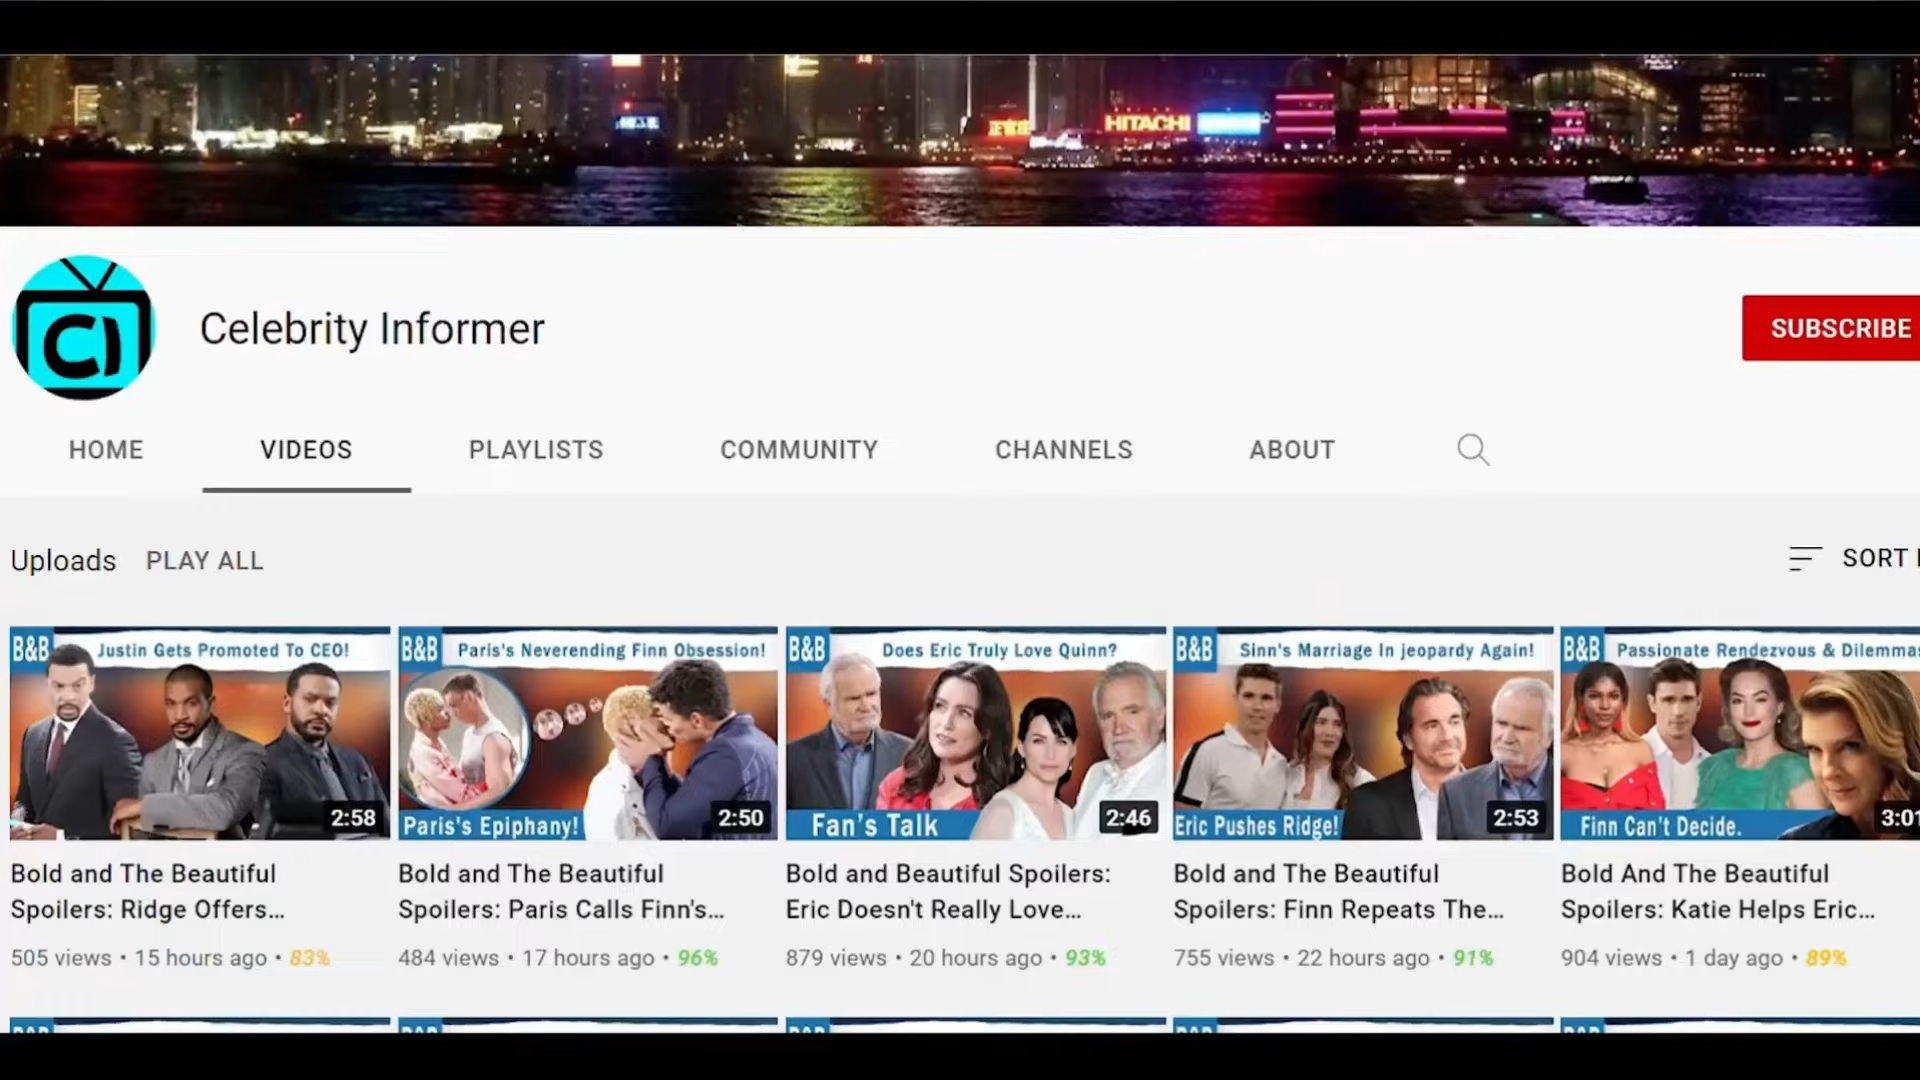 正官庄 HITACHI
CI
Celebrity Informer
SUBSCRIBE
HOME VIDEOS PLAYLISTS COMMUNITY CHANNELS ABOUT
Uploads PLAY ALL
SORT
B&B Justin Gets Promoted To CEO!
2:58
B&B Paris's Neverending Finn Obsession!
Paris's Epiphany! 2:50
B&B Does Eric Truly Love Quinn?
Fan's Talk 2:46
B&B Sinn's Marriage In jeopardy Again!
Eric Pushes Ridge! 2:53
B&B Passionate Rendezvous & Dilemmas
Finn Can't Decide. 3:01
Bold and The Beautiful
Spoilers: Ridge Offers...
505 views • 15 hours ago • 83%
Bold and The Beautiful
Spoilers: Paris Calls Finn's...
484 views • 17 hours ago • 96%
Bold and Beautiful Spoilers:
Eric Doesn't Really Love...
879 views • 20 hours ago • 93%
Bold and The Beautiful
Spoilers: Finn Repeats The...
755 views • 22 hours ago • 91%
Bold And The Beautiful
Spoilers: Katie Helps Eric...
904 views • 1 day ago • 89%
B&B B&B B&B B&B B&B